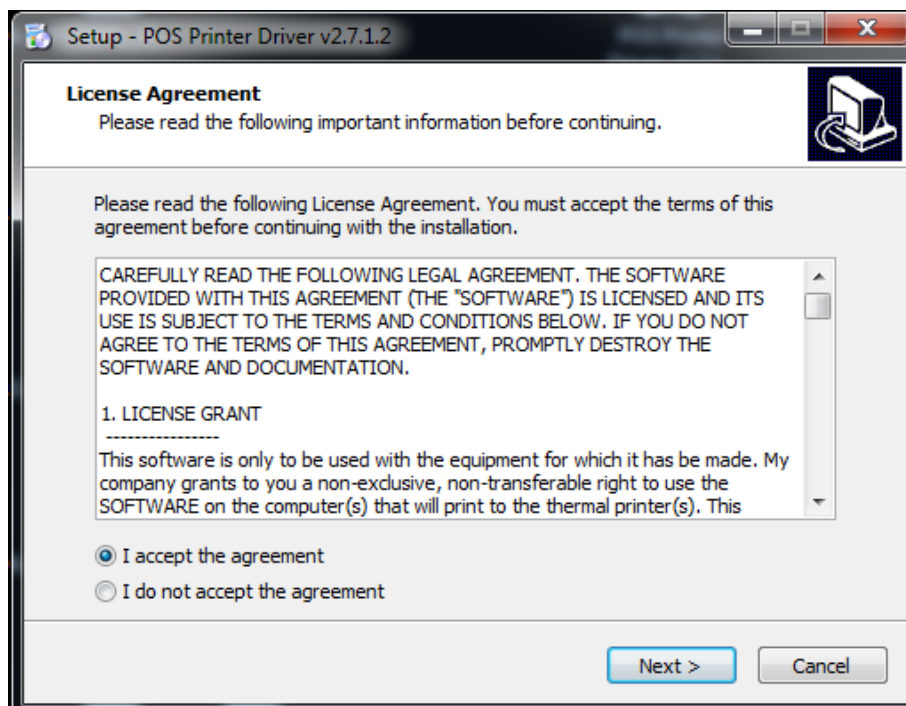 Setup - POS Printer Driver v2.7.1.2
License Agreement
Please read the following important information before continuing.
Please read the following License Agreement. You must accept the terms of this
agreement before continuing with the installation.
CAREFULLY READ THE FOLLOWING LEGAL AGREEMENT. THE SOFTWARE
PROVIDED WITH THIS AGREEMENT (THE "SOFTWARE") IS LICENSED AND ITS
USE IS SUBJECT TO THE TERMS AND CONDITIONS BELOW. IF YOU DO NOT
AGREE TO THE TERMS OF THIS AGREEMENT, PROMPTLY DESTROY THE
SOFTWARE AND DOCUMENTATION.
1. LICENSE GRANT
----------------
This software is only to be used with the equipment for which it has be made. My
company grants to you a non-exclusive, non-transferable right to use the
SOFTWARE on the computer(s) that will print to the thermal printer(s). This
I accept the agreement
I do not accept the agreement
Next >
Cancel